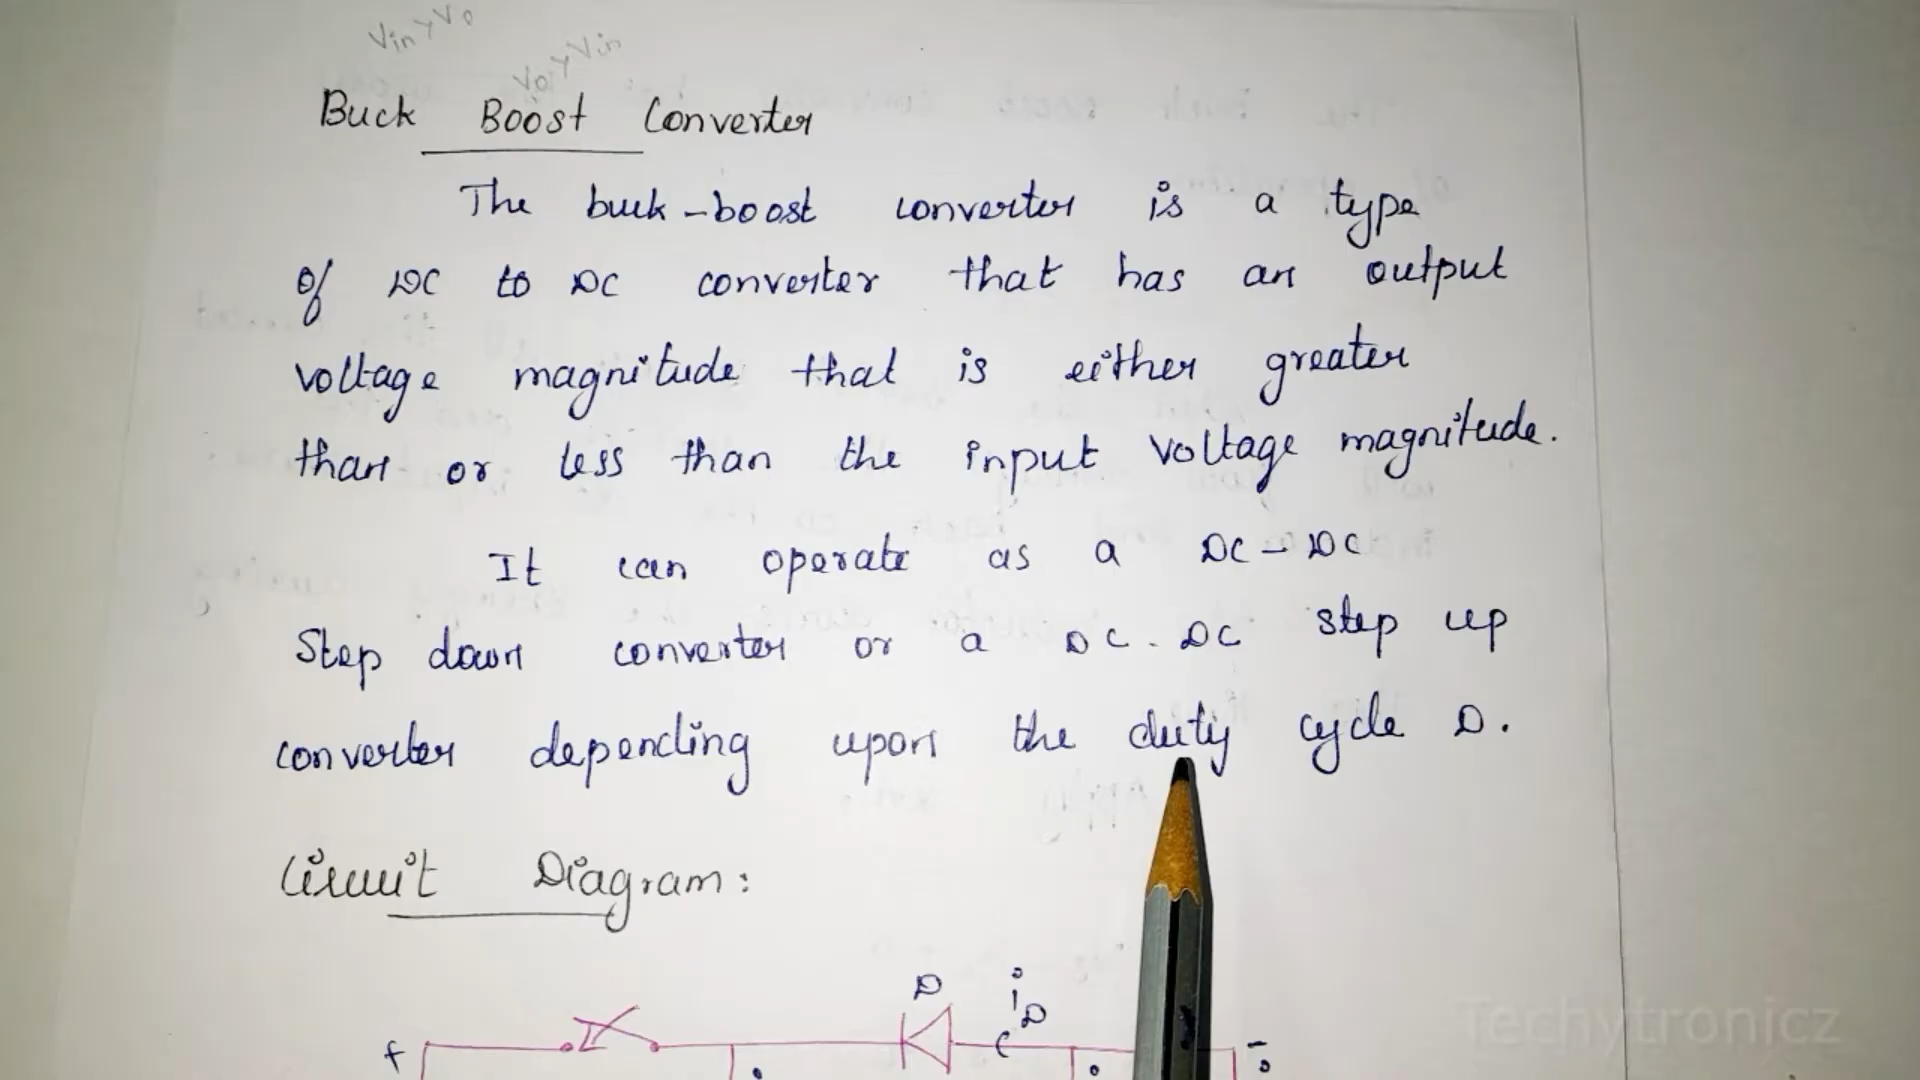 Vin > Vo
Vo > Vin
Buck Boost Converter
The buck-boost converter is a type
of DC to DC converter that has an output
voltage magnitude that is either greater
than or less than the input voltage magnitude.
It can operate as a DC-DC
Step down converter or a DC-DC step up
converter depending upon the duty cycle D.
Circuit Diagram:
D iD
+ -
Techytronicz